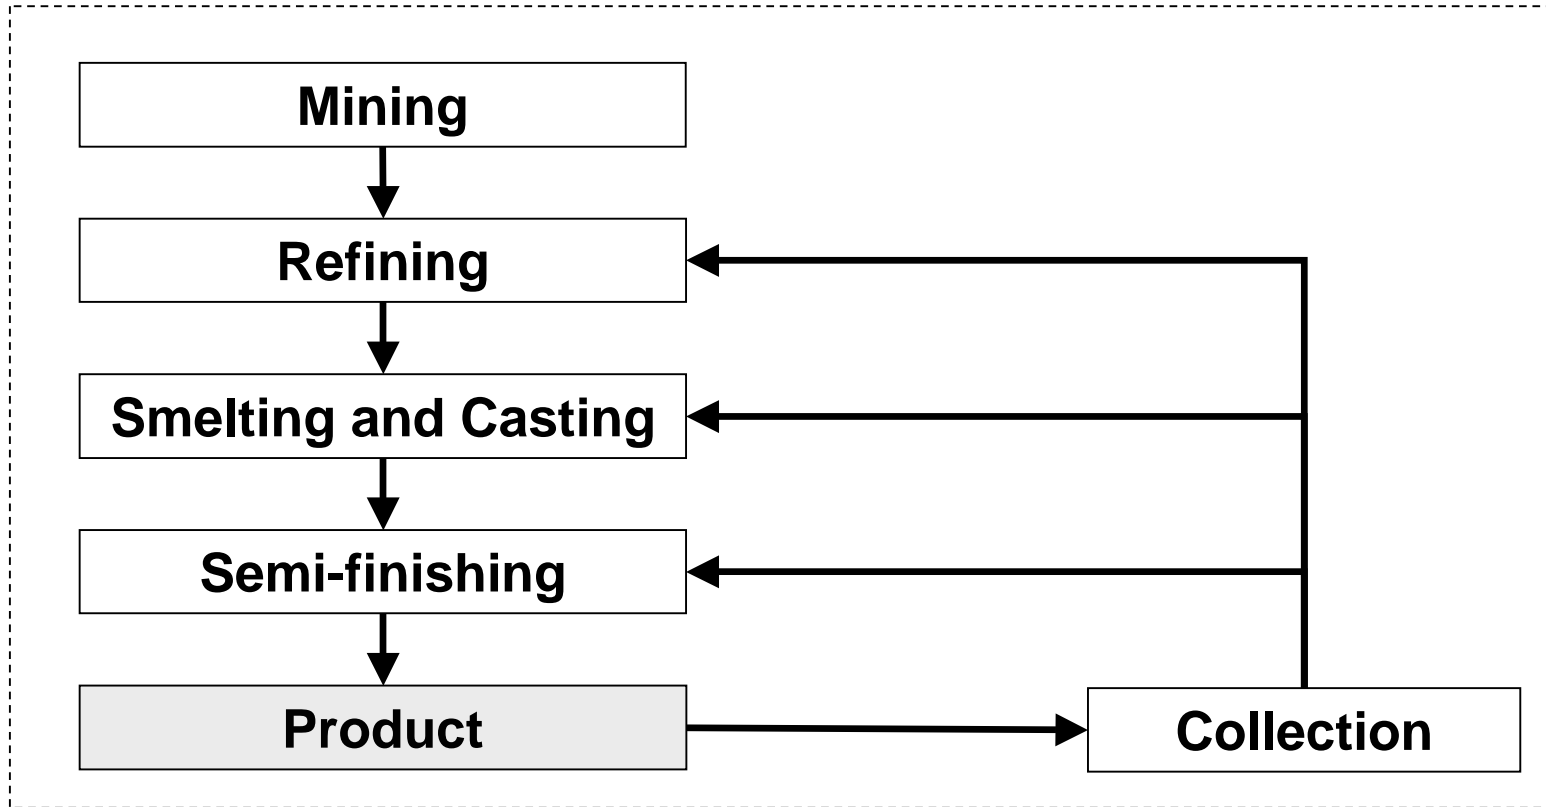 Mining
Refining
Smelting and Casting
Semi-finishing
Product
Collection